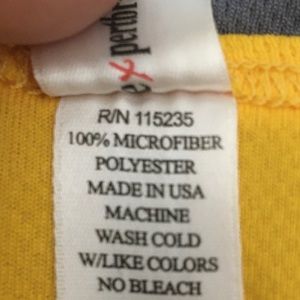 R/N 115235
100% MICROFIBER
POLYESTER
MADE IN USA
MACHINE
WASH COLD
W/LIKE COLORS
NO BLEACH